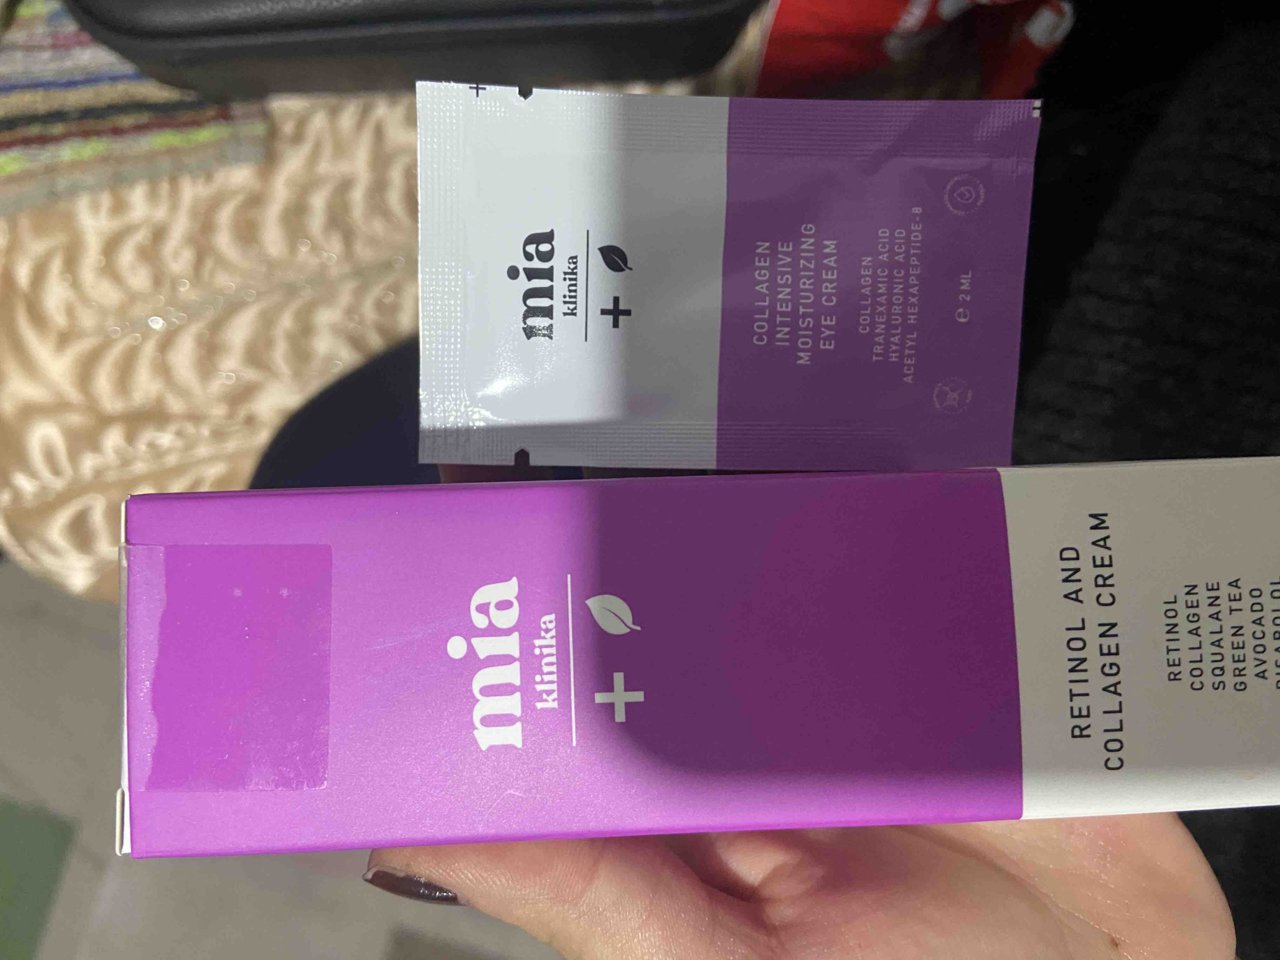 mia
klinika
COLLAGEN
INTENSIVE
MOISTURIZING
EYE CREAM
COLLAGEN
TRANEXAMIC ACID
HYALURONIC ACID
ACETYL HEXAPEPTIDE-8
e 2 ML
mia
klinika
RETINOL AND
COLLAGEN CREAM
RETINOL
COLLAGEN
SQUALANE
GREEN TEA
AVOCADO